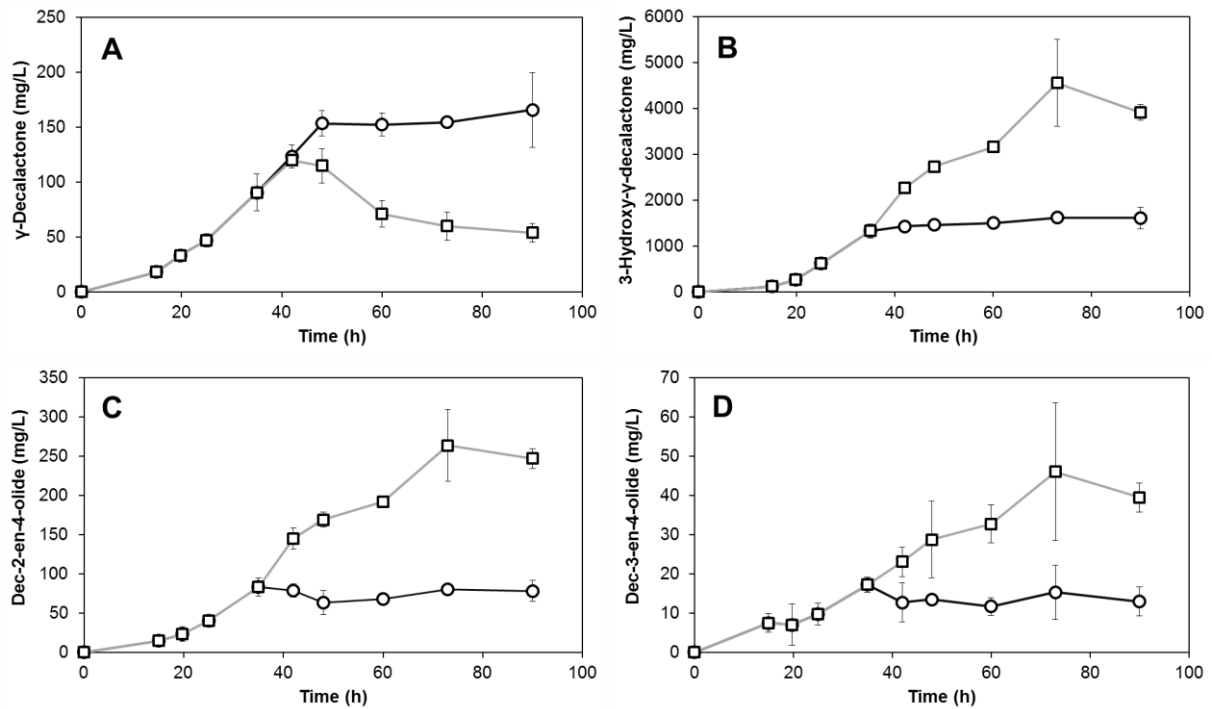 A
γ-Decalactone (mg/L)
250
200
150
100
50
0
0 20 40 60 80 100
Time (h)
B
3-Hydroxy-γ-decalactone (mg/L)
6000
5000
4000
3000
2000
1000
0
0 20 40 60 80 100
Time (h)
C
Dec-2-en-4-olide (mg/L)
350
300
250
200
150
100
50
0
0 20 40 60 80 100
Time (h)
D
Dec-3-en-4-olide (mg/L)
70
60
50
40
30
20
10
0
0 20 40 60 80 100
Time (h)